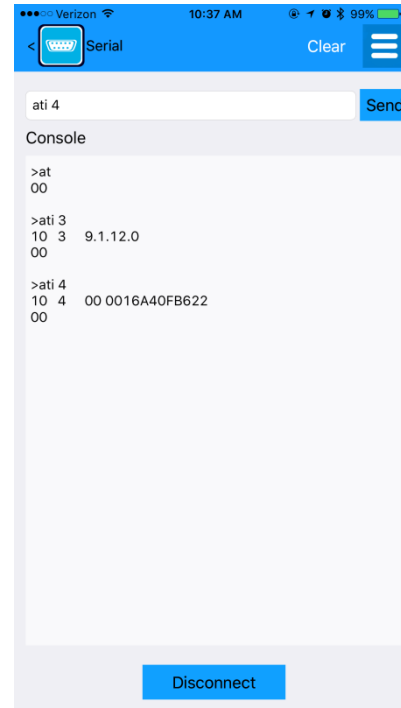 ●●●○○ Verizon 10:37 AM 99%
< Serial Clear
ati 4 Send
Console
>at
00
>ati 3
10 3 9.1.12.0
00
>ati 4
10 4 00 0016A40FB622
00
Disconnect